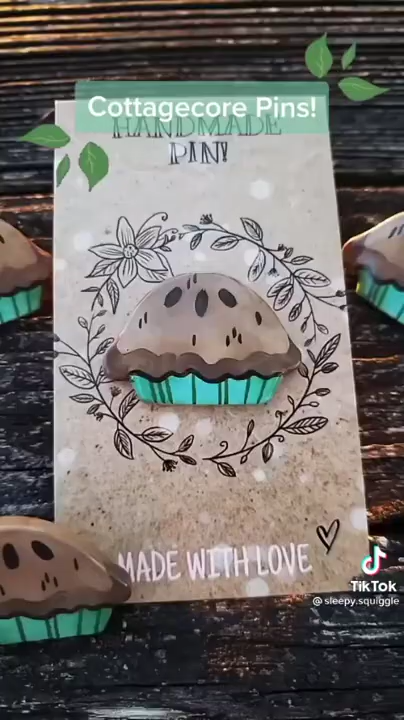 Cottagecore Pins!
HANDMADE
PIN!
MADE WITH LOVE
TikTok
@sleepy.squiggle